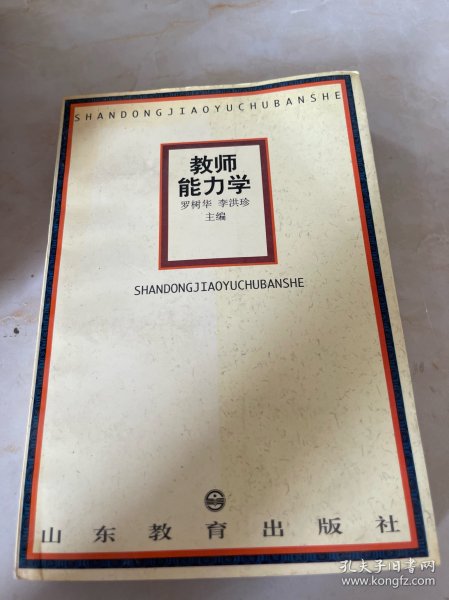 SHANDONGJIAOYUCHUBANSHE
教师
能力学
罗树华 李洪珍
主编
SHANDONGJIAOYUCHUBANSHE
山东教育出版社
孔夫子旧书网
www.kongfz.com